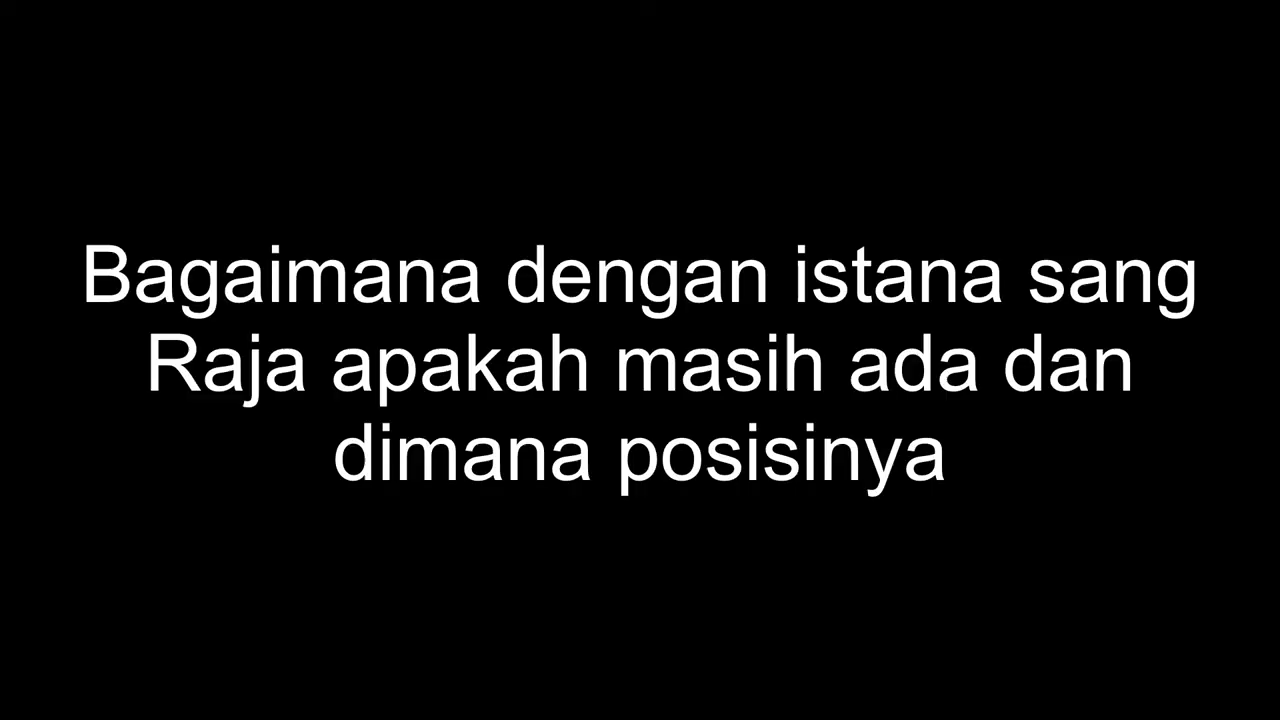 Bagaimana dengan istana sang
Raja apakah masih ada dan
dimana posisinya